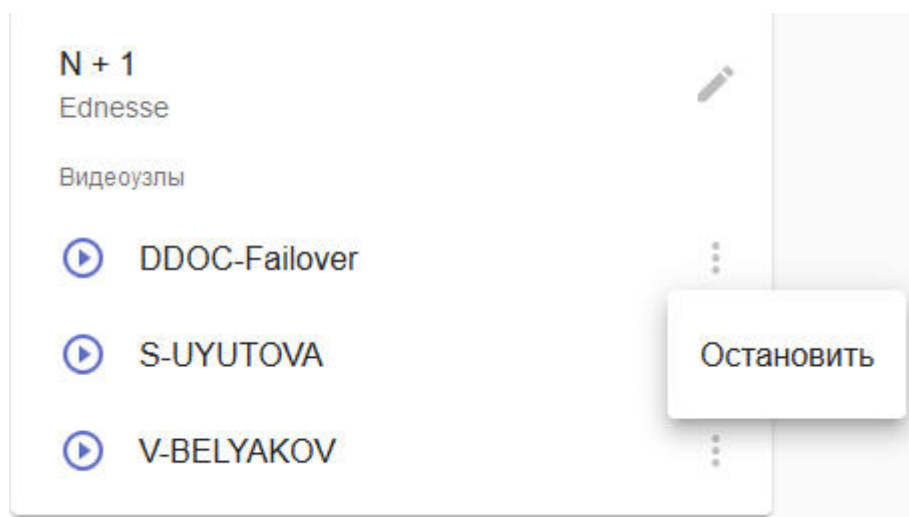 N + 1
Ednesse
Видеоузлы
DDOC-Failover
S-UYUTOVA
Остановить
V-BELYAKOV